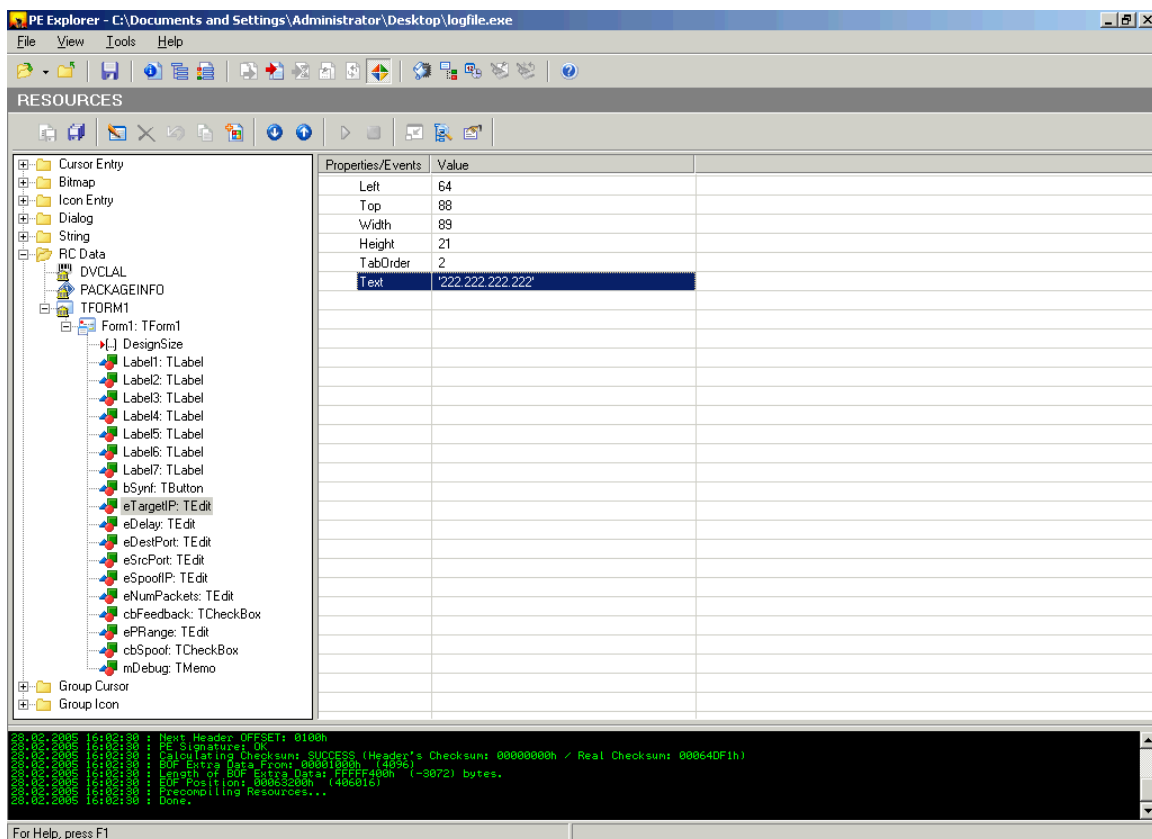 PE Explorer - C:\Documents and Settings\Administrator\Desktop\logfile.exe
File View Tools Help
RESOURCES
Cursor Entry
Bitmap
Icon Entry
Dialog
String
RC Data
DVCLAL
PACKAGEINFO
TFORM1
Form1: TForm1
DesignSize
Label1: TLabel
Label2: TLabel
Label3: TLabel
Label4: TLabel
Label5: TLabel
Label6: TLabel
Label7: TLabel
bSynf: TButton
eTargetIP: TEdit
eDelay: TEdit
eDestPort: TEdit
eSrcPort: TEdit
eSpoofIP: TEdit
eNumPackets: TEdit
cbFeedback: TCheckBox
ePRange: TEdit
cbSpoof: TCheckBox
mDebug: TMemo
Group Cursor
Group Icon
Properties/Events Value
Left 64
Top 88
Width 89
Height 21
TabOrder 2
Text '222.222.222.222'
28.02.2005 16:02:30 : Next Header OFFSET: 0100h
28.02.2005 16:02:30 : PE Signature: OK
28.02.2005 16:02:30 : Calculating Checksum: SUCCESS (Header's Checksum: 00000000h / Real Checksum: 00064DF1h)
28.02.2005 16:02:30 : BOF Extra Data From: 00001000h (4096)
28.02.2005 16:02:30 : Length of BOF Extra Data: FFFFF400h (-3072) bytes.
28.02.2005 16:02:30 : EOF Position: 00063200h (406016)
28.02.2005 16:02:30 : Precompiling Resources...
28.02.2005 16:02:30 : Done.
For Help, press F1